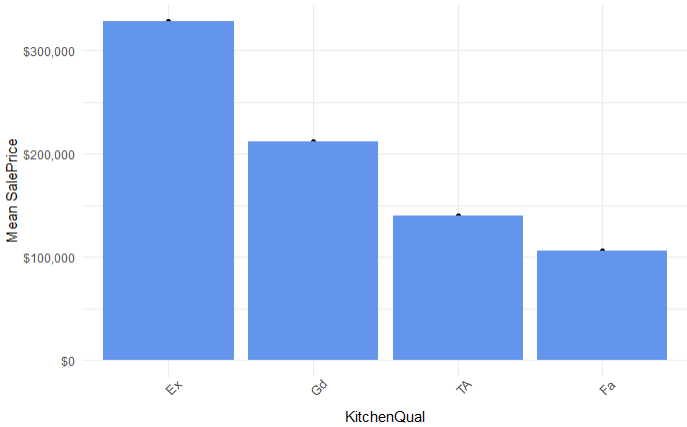 $300,000
$200,000
$100,000
$0
Mean SalePrice
Ex
Gd
TA
Fa
KitchenQual